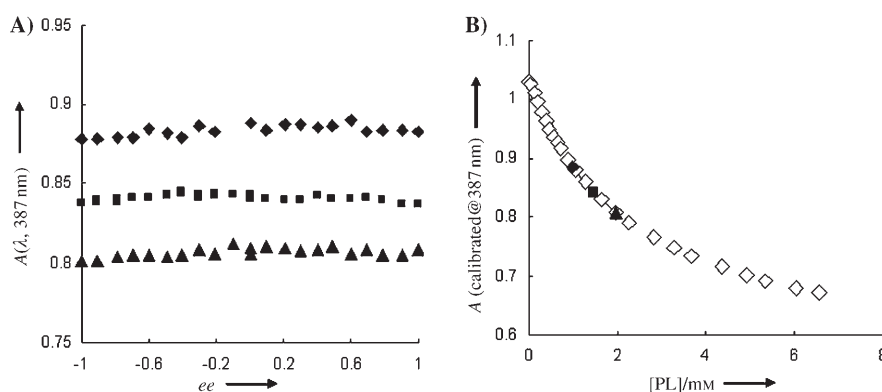 A)
0.95
0.9
0.85
0.8
0.75
A(λ, 387 nm)
-1 -0.6 -0.2 0.2 0.6 1
ee
B)
1.1
1
0.9
0.8
0.7
0.6
A (calibrated@387 nm)
0 2 4 6 8
[PL]/mM